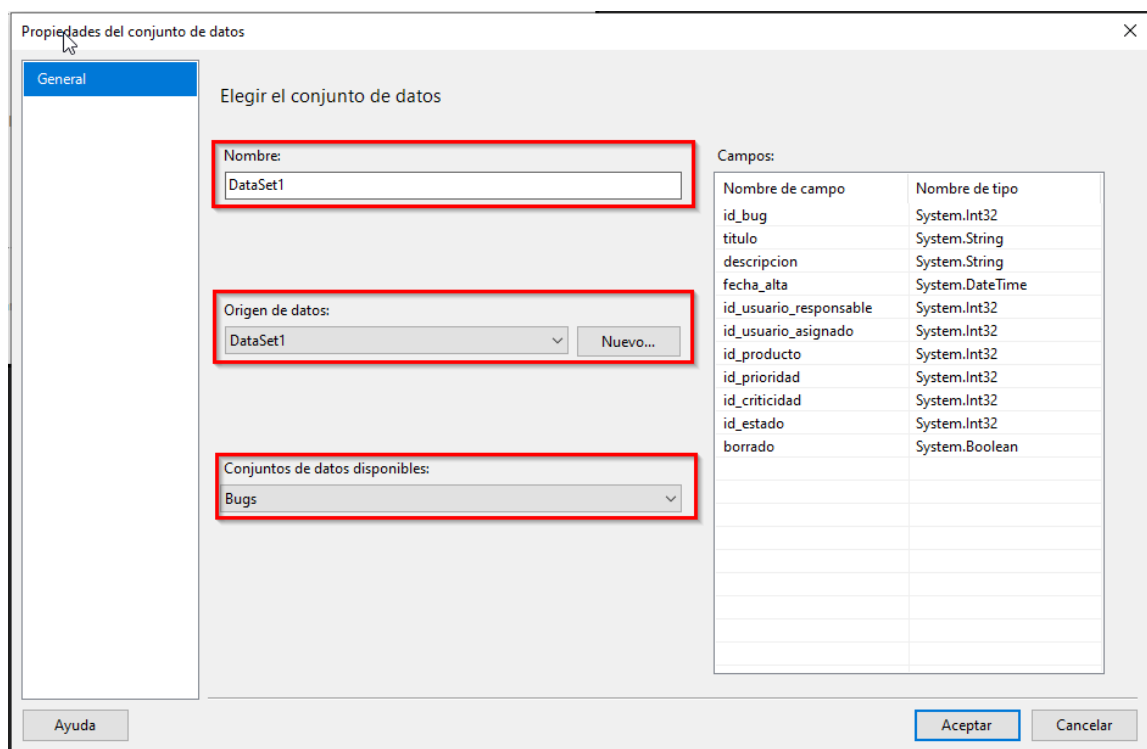 Propiedades del conjunto de datos
General
Elegir el conjunto de datos
Nombre:
DataSet1
Origen de datos:
DataSet1
Nuevo...
Conjuntos de datos disponibles:
Bugs
Campos:
Nombre de campo Nombre de tipo
id_bug System.Int32
titulo System.String
descripcion System.String
fecha_alta System.DateTime
id_usuario_responsable System.Int32
id_usuario_asignado System.Int32
id_producto System.Int32
id_prioridad System.Int32
id_criticidad System.Int32
id_estado System.Int32
borrado System.Boolean
Ayuda
Aceptar
Cancelar